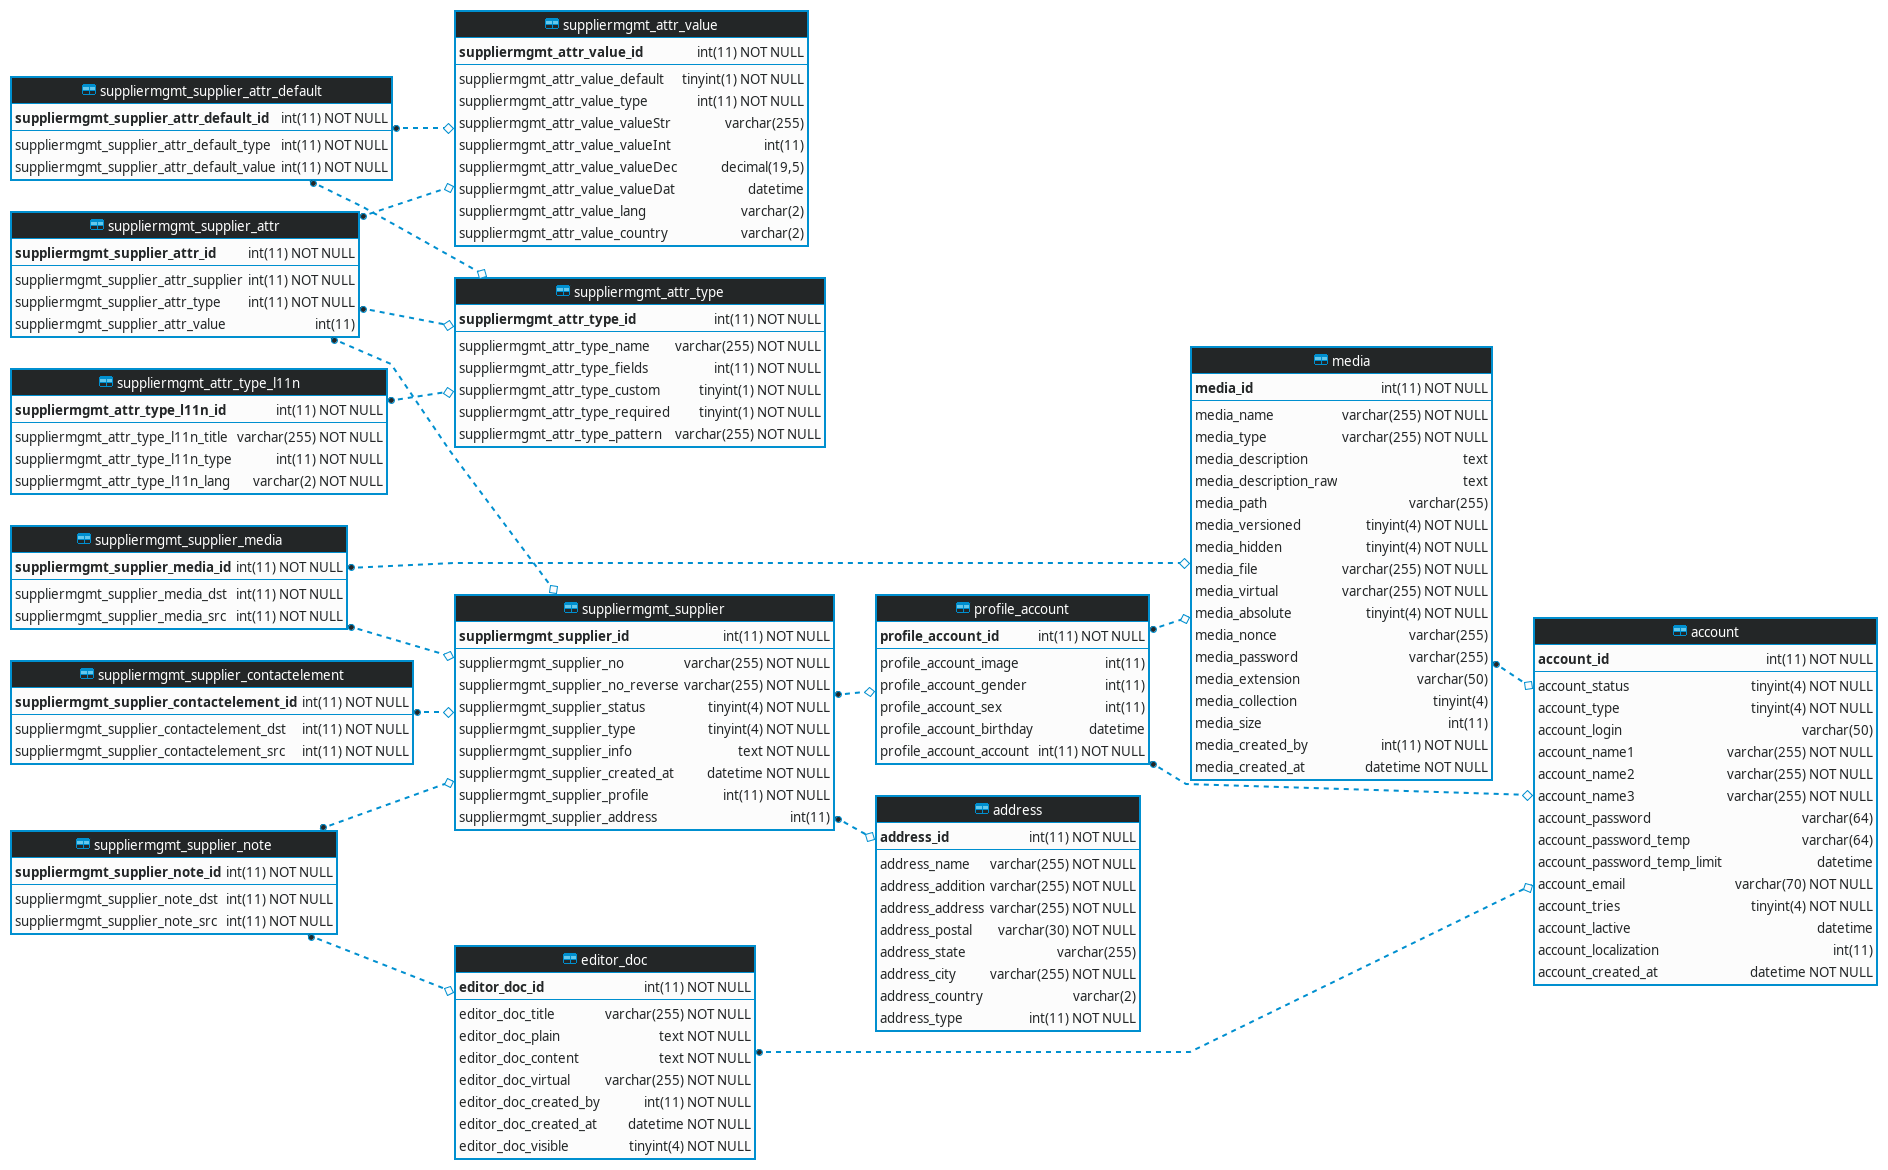 suppliermgmt_attr_value
suppliermgmt_attr_value_id int(11) NOT NULL
suppliermgmt_attr_value_default tinyint(1) NOT NULL
suppliermgmt_attr_value_type int(11) NOT NULL
suppliermgmt_attr_value_valueStr varchar(255)
suppliermgmt_attr_value_valueInt int(11)
suppliermgmt_attr_value_valueDec decimal(19,5)
suppliermgmt_attr_value_valueDat datetime
suppliermgmt_attr_value_lang varchar(2)
suppliermgmt_attr_value_country varchar(2)
suppliermgmt_supplier_attr_default
suppliermgmt_supplier_attr_default_id int(11) NOT NULL
suppliermgmt_supplier_attr_default_type int(11) NOT NULL
suppliermgmt_supplier_attr_default_value int(11) NOT NULL
suppliermgmt_supplier_attr
suppliermgmt_supplier_attr_id int(11) NOT NULL
suppliermgmt_supplier_attr_supplier int(11) NOT NULL
suppliermgmt_supplier_attr_type int(11) NOT NULL
suppliermgmt_supplier_attr_value int(11)
suppliermgmt_attr_type
suppliermgmt_attr_type_id int(11) NOT NULL
suppliermgmt_attr_type_name varchar(255) NOT NULL
suppliermgmt_attr_type_fields int(11) NOT NULL
suppliermgmt_attr_type_custom tinyint(1) NOT NULL
suppliermgmt_attr_type_required tinyint(1) NOT NULL
suppliermgmt_attr_type_pattern varchar(255) NOT NULL
suppliermgmt_attr_type_l11n
suppliermgmt_attr_type_l11n_id int(11) NOT NULL
suppliermgmt_attr_type_l11n_title varchar(255) NOT NULL
suppliermgmt_attr_type_l11n_type int(11) NOT NULL
suppliermgmt_attr_type_l11n_lang varchar(2) NOT NULL
media
media_id int(11) NOT NULL
media_name varchar(255) NOT NULL
media_type varchar(255) NOT NULL
media_description text
media_description_raw text
media_path varchar(255)
media_versioned tinyint(4) NOT NULL
media_hidden tinyint(4) NOT NULL
media_file varchar(255) NOT NULL
media_virtual varchar(255) NOT NULL
media_absolute tinyint(4) NOT NULL
media_nonce varchar(255)
media_password varchar(255)
media_extension varchar(50)
media_collection tinyint(4)
media_size int(11)
media_created_by int(11) NOT NULL
media_created_at datetime NOT NULL
suppliermgmt_supplier_media
suppliermgmt_supplier_media_id int(11) NOT NULL
suppliermgmt_supplier_media_dst int(11) NOT NULL
suppliermgmt_supplier_media_src int(11) NOT NULL
suppliermgmt_supplier
suppliermgmt_supplier_id int(11) NOT NULL
suppliermgmt_supplier_no varchar(255) NOT NULL
suppliermgmt_supplier_no_reverse varchar(255) NOT NULL
suppliermgmt_supplier_status tinyint(4) NOT NULL
suppliermgmt_supplier_type tinyint(4) NOT NULL
suppliermgmt_supplier_info text NOT NULL
suppliermgmt_supplier_created_at datetime NOT NULL
suppliermgmt_supplier_profile int(11) NOT NULL
suppliermgmt_supplier_address int(11)
profile_account
profile_account_id int(11) NOT NULL
profile_account_image int(11)
profile_account_gender int(11)
profile_account_sex int(11)
profile_account_birthday datetime
profile_account_account int(11) NOT NULL
account
account_id int(11) NOT NULL
account_status tinyint(4) NOT NULL
account_type tinyint(4) NOT NULL
account_login varchar(50)
account_name1 varchar(255) NOT NULL
account_name2 varchar(255) NOT NULL
account_name3 varchar(255) NOT NULL
account_password varchar(64)
account_password_temp varchar(64)
account_password_temp_limit datetime
account_email varchar(70) NOT NULL
account_tries tinyint(4) NOT NULL
account_lactive datetime
account_localization int(11)
account_created_at datetime NOT NULL
suppliermgmt_supplier_contactelement
suppliermgmt_supplier_contactelement_id int(11) NOT NULL
suppliermgmt_supplier_contactelement_dst int(11) NOT NULL
suppliermgmt_supplier_contactelement_src int(11) NOT NULL
address
address_id int(11) NOT NULL
address_name varchar(255) NOT NULL
address_addition varchar(255) NOT NULL
address_address varchar(255) NOT NULL
address_postal varchar(30) NOT NULL
address_state varchar(255)
address_city varchar(255) NOT NULL
address_country varchar(2)
address_type int(11) NOT NULL
suppliermgmt_supplier_note
suppliermgmt_supplier_note_id int(11) NOT NULL
suppliermgmt_supplier_note_dst int(11) NOT NULL
suppliermgmt_supplier_note_src int(11) NOT NULL
editor_doc
editor_doc_id int(11) NOT NULL
editor_doc_title varchar(255) NOT NULL
editor_doc_plain text NOT NULL
editor_doc_content text NOT NULL
editor_doc_virtual varchar(255) NOT NULL
editor_doc_created_by int(11) NOT NULL
editor_doc_created_at datetime NOT NULL
editor_doc_visible tinyint(4) NOT NULL